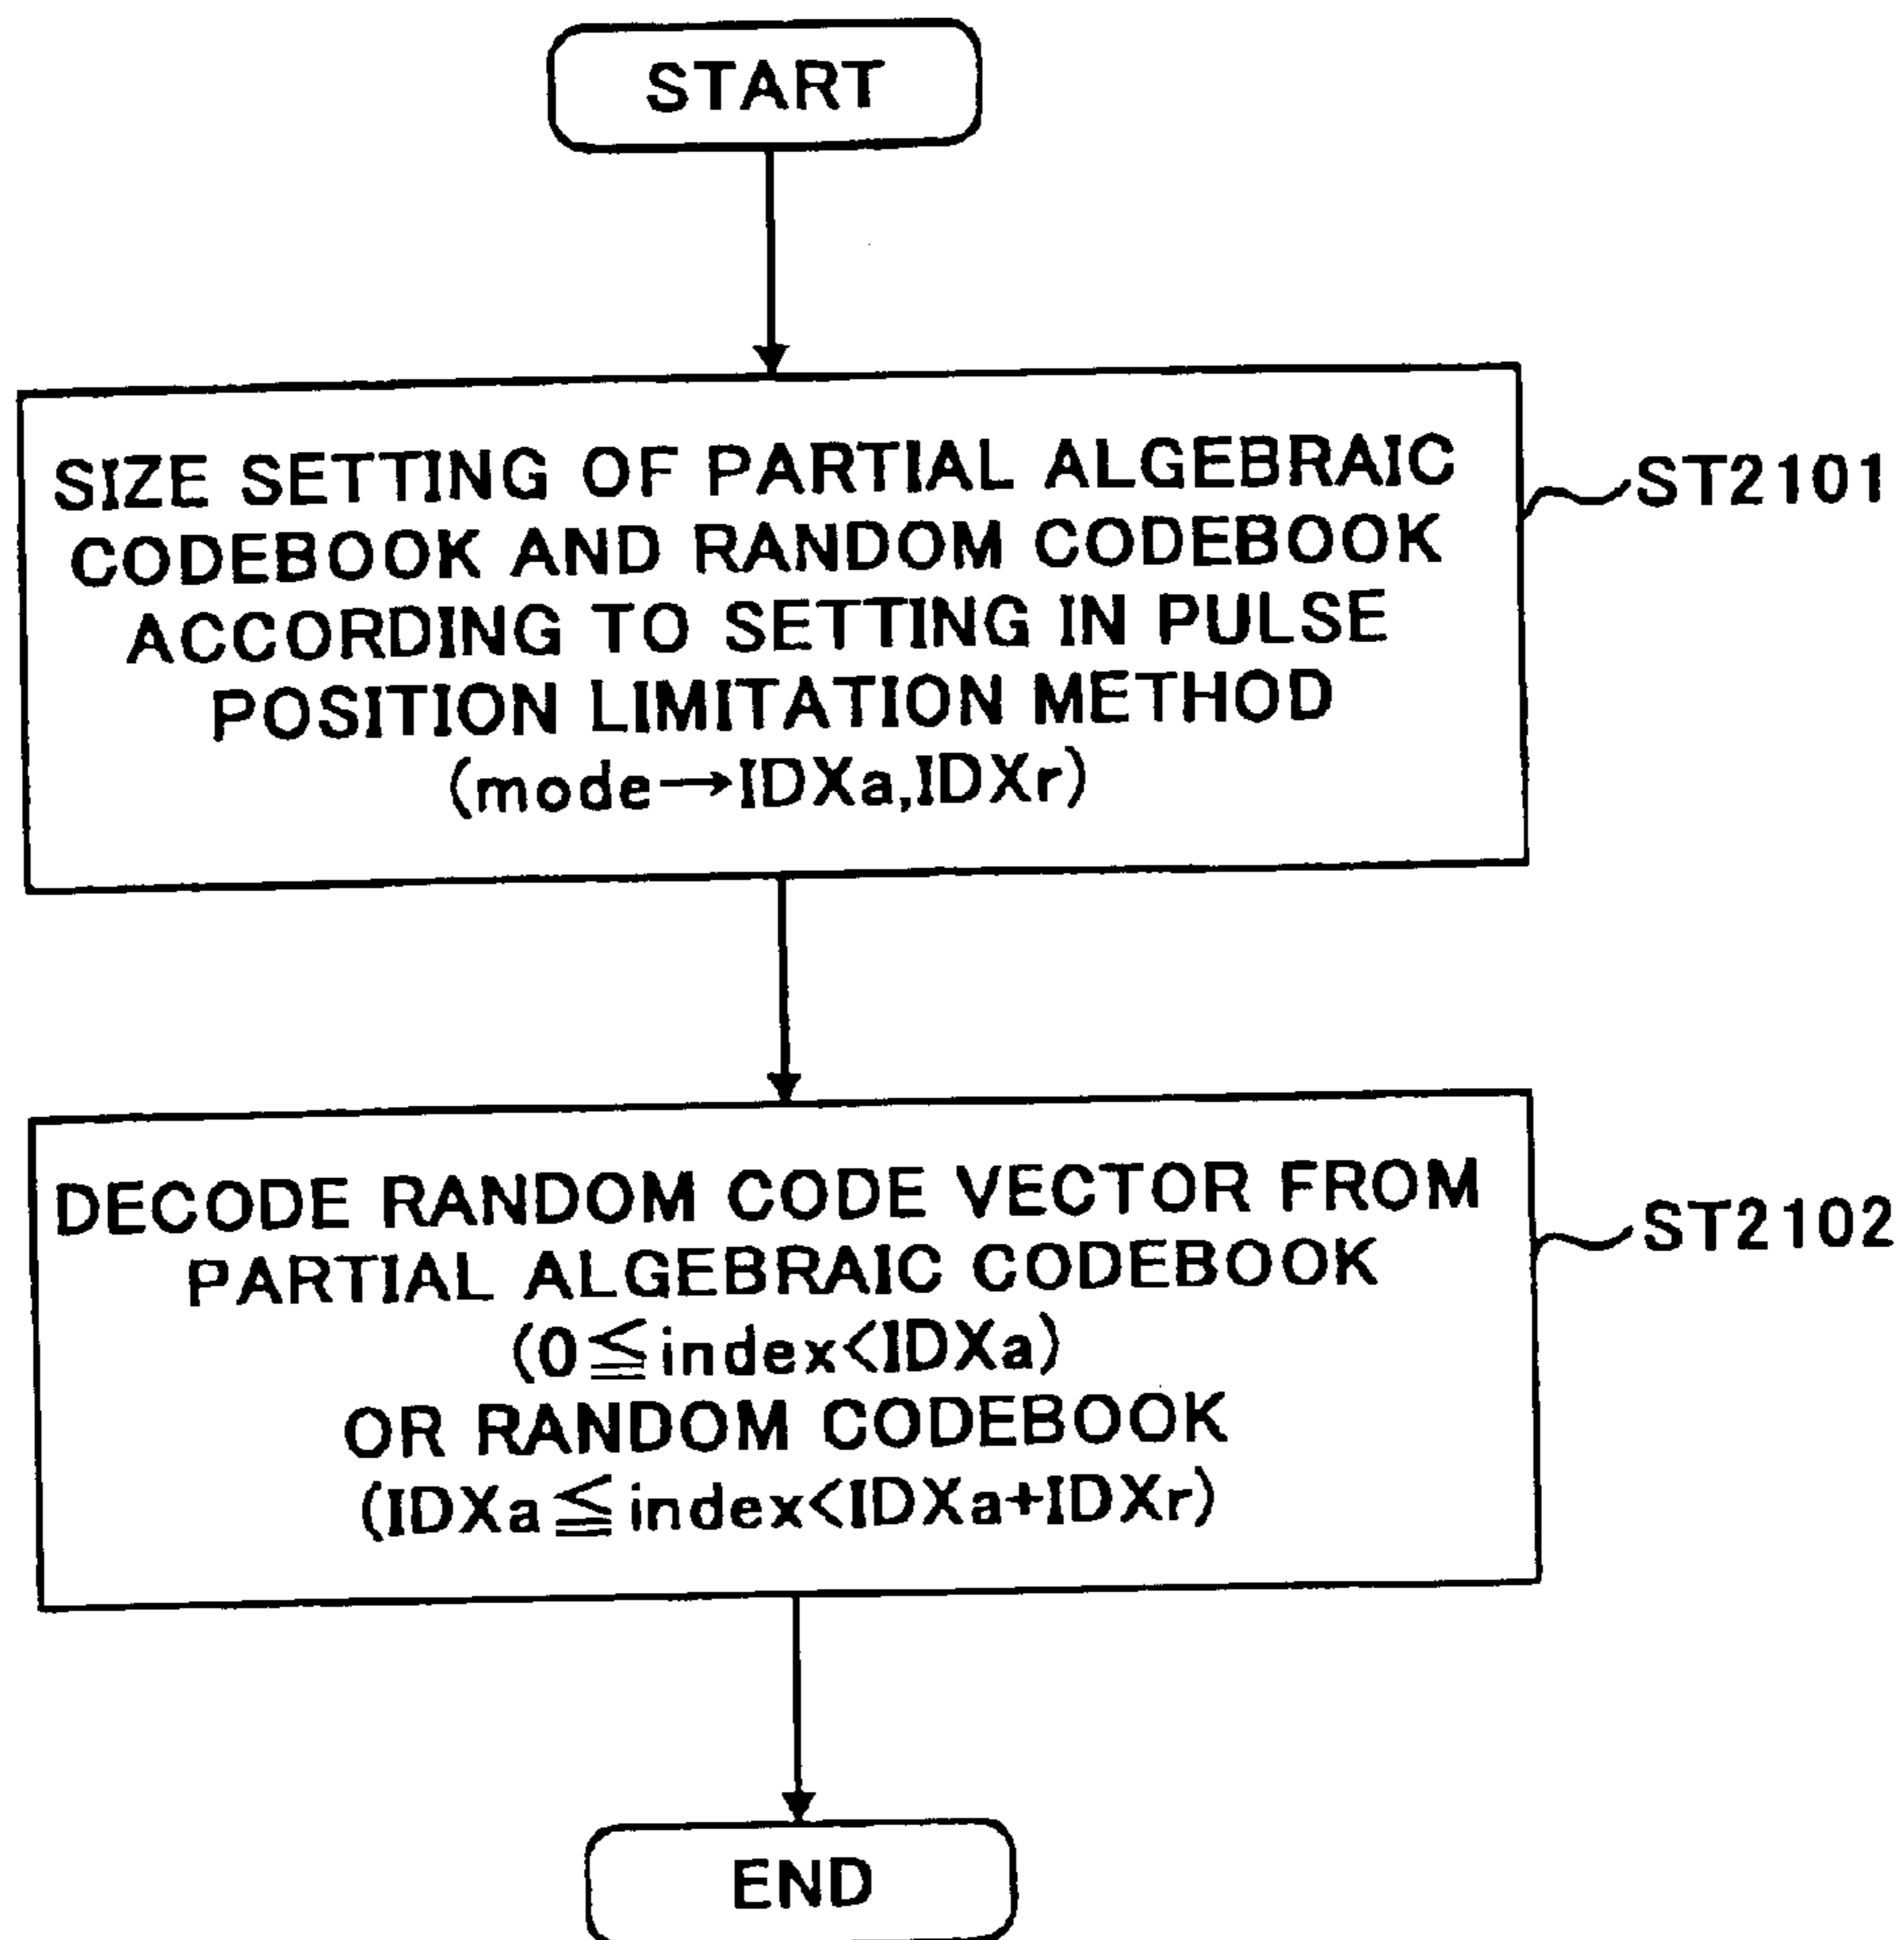 START
SIZE SETTING OF PARTIAL ALGEBRAIC
CODEBOOK AND RANDOM CODEBOOK
ACCORDING TO SETTING IN PULSE
POSITION LIMITATION METHOD
(mode→IDXa,IDXr)
ST2101
DECODE RANDOM CODE VECTOR FROM
PARTIAL ALGEBRAIC CODEBOOK
(0≦index<IDXa)
OR RANDOM CODEBOOK
(IDXa≦index<IDXa+IDXr)
ST2102
END